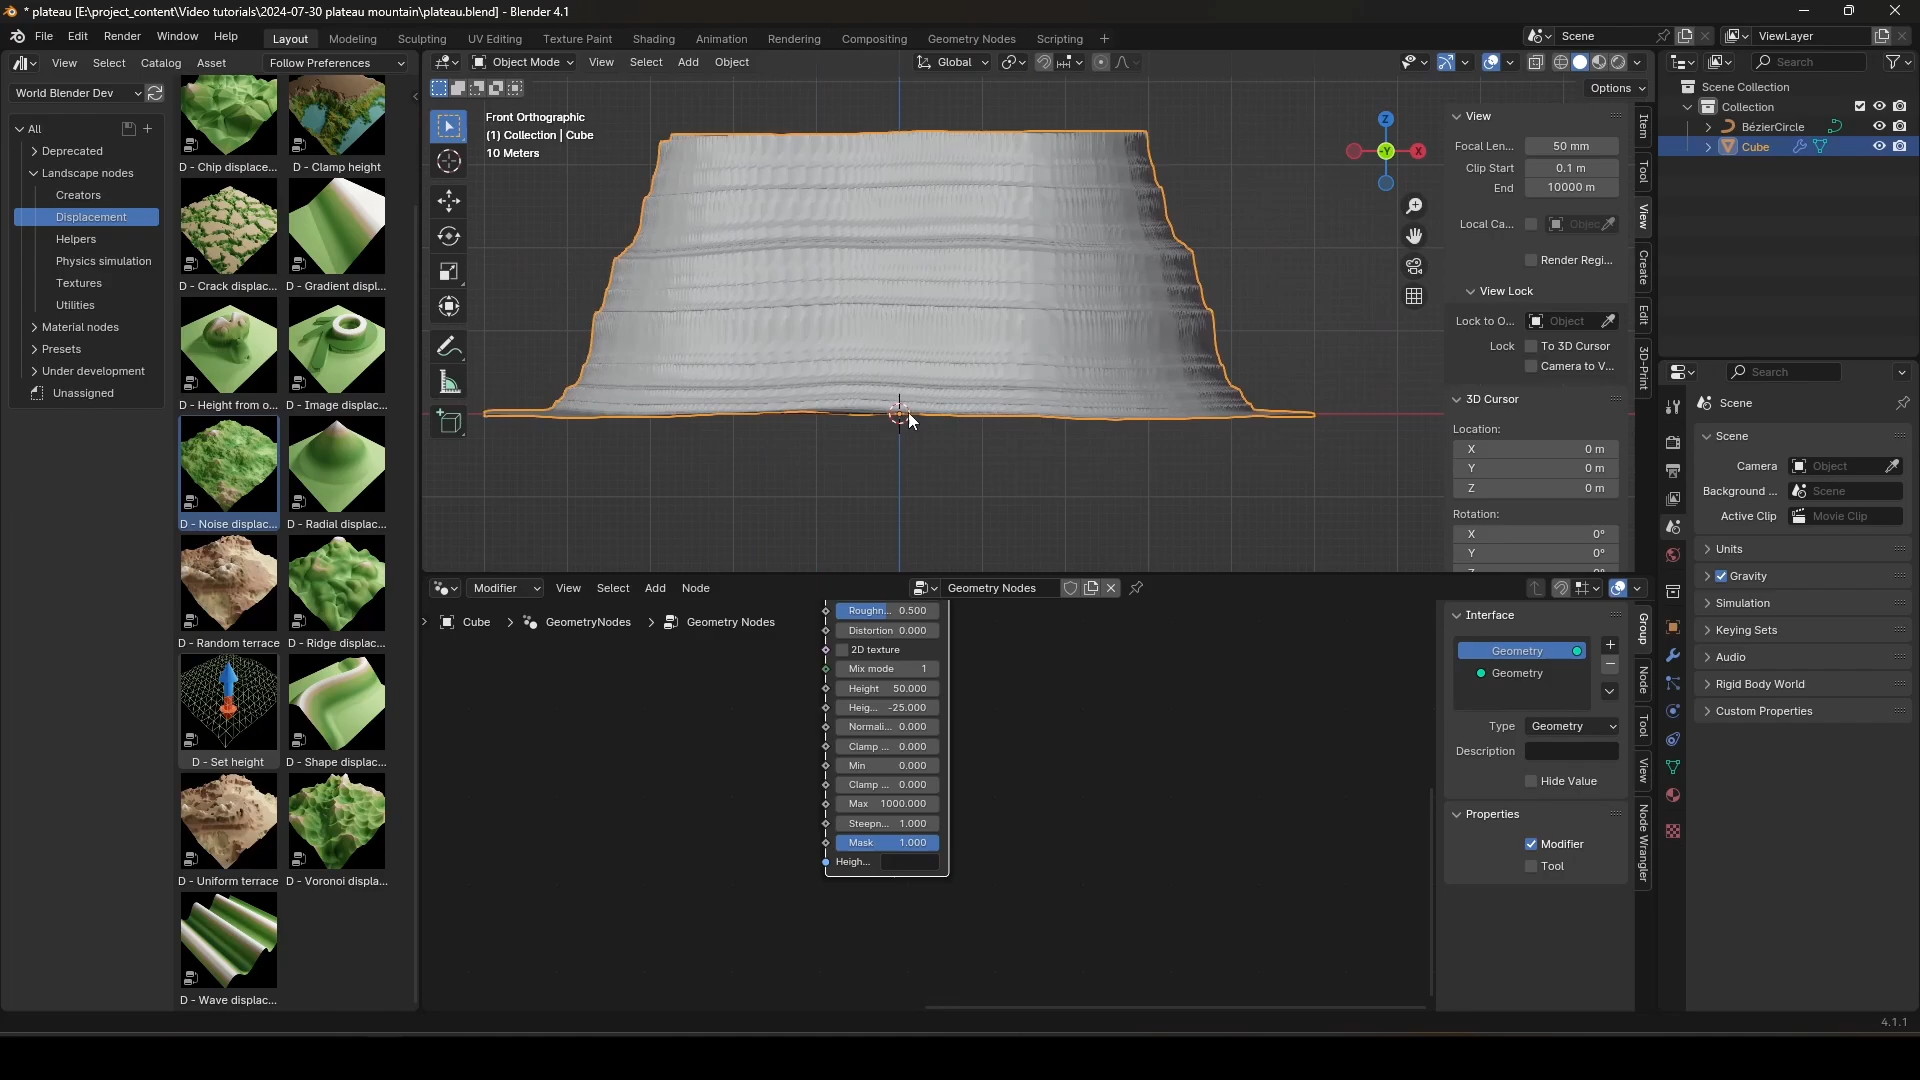 * plateau [E:\project_content\Video tutorials\2024-07-30 plateau mountain\plateau.blend] - Blender 4.1
File Edit Render Window Help
Layout Modeling Sculpting UV Editing Texture Paint Shading Animation Rendering Compositing Geometry Nodes Scripting +
Scene
ViewLayer
View Select Catalog Asset
Follow Preferences
Object Mode
View Select Add Object
Global
Search
World Blender Dev
Options
All
Deprecated
Landscape nodes
Creators
Displacement
Helpers
Physics simulation
Textures
Utilities
Material nodes
Presets
Under development
Unassigned
D - Chip displace...
D - Clamp height
D - Crack displac...
D - Gradient displ...
D - Height from o...
D - Image displac...
D - Noise displac...
D - Radial displac...
D - Random terrace
D - Ridge displac...
D - Set height
D - Shape displac...
D - Uniform terrace
D - Voronoi displa...
D - Wave displac...
Front Orthographic
(1) Collection | Cube
10 Meters
Z
-Y
X
View
Focal Len... 50 mm
Clip Start 0.1 m
End 10000 m
Local Ca... Objec
Render Regi...
View Lock
Lock to O... Object
Lock To 3D Cursor
Camera to V...
3D Cursor
Location:
X 0 m
Y 0 m
Z 0 m
Rotation:
X 0°
Y 0°
Item
Tool
View
Create
Edit
3D-Print
Scene Collection
Collection
BézierCircle
Cube
Search
Scene
Scene
Camera Object
Background ... Scene
Active Clip Movie Clip
Units
Gravity
Simulation
Keying Sets
Audio
Rigid Body World
Custom Properties
Modifier
View Select Add Node
Geometry Nodes
Cube > GeometryNodes > Geometry Nodes
Roughn... 0.500
Distortion 0.000
2D texture
Mix mode 1
Height 50.000
Heig... -25.000
Normali... 0.000
Clamp ... 0.000
Min 0.000
Clamp ... 0.000
Max 1000.000
Steepn... 1.000
Mask 1.000
Heigh...
Interface
Geometry
Geometry
Type Geometry
Description
Hide Value
Properties
Modifier
Tool
Group
Node
Tool
View
Node Wrangler
4.1.1